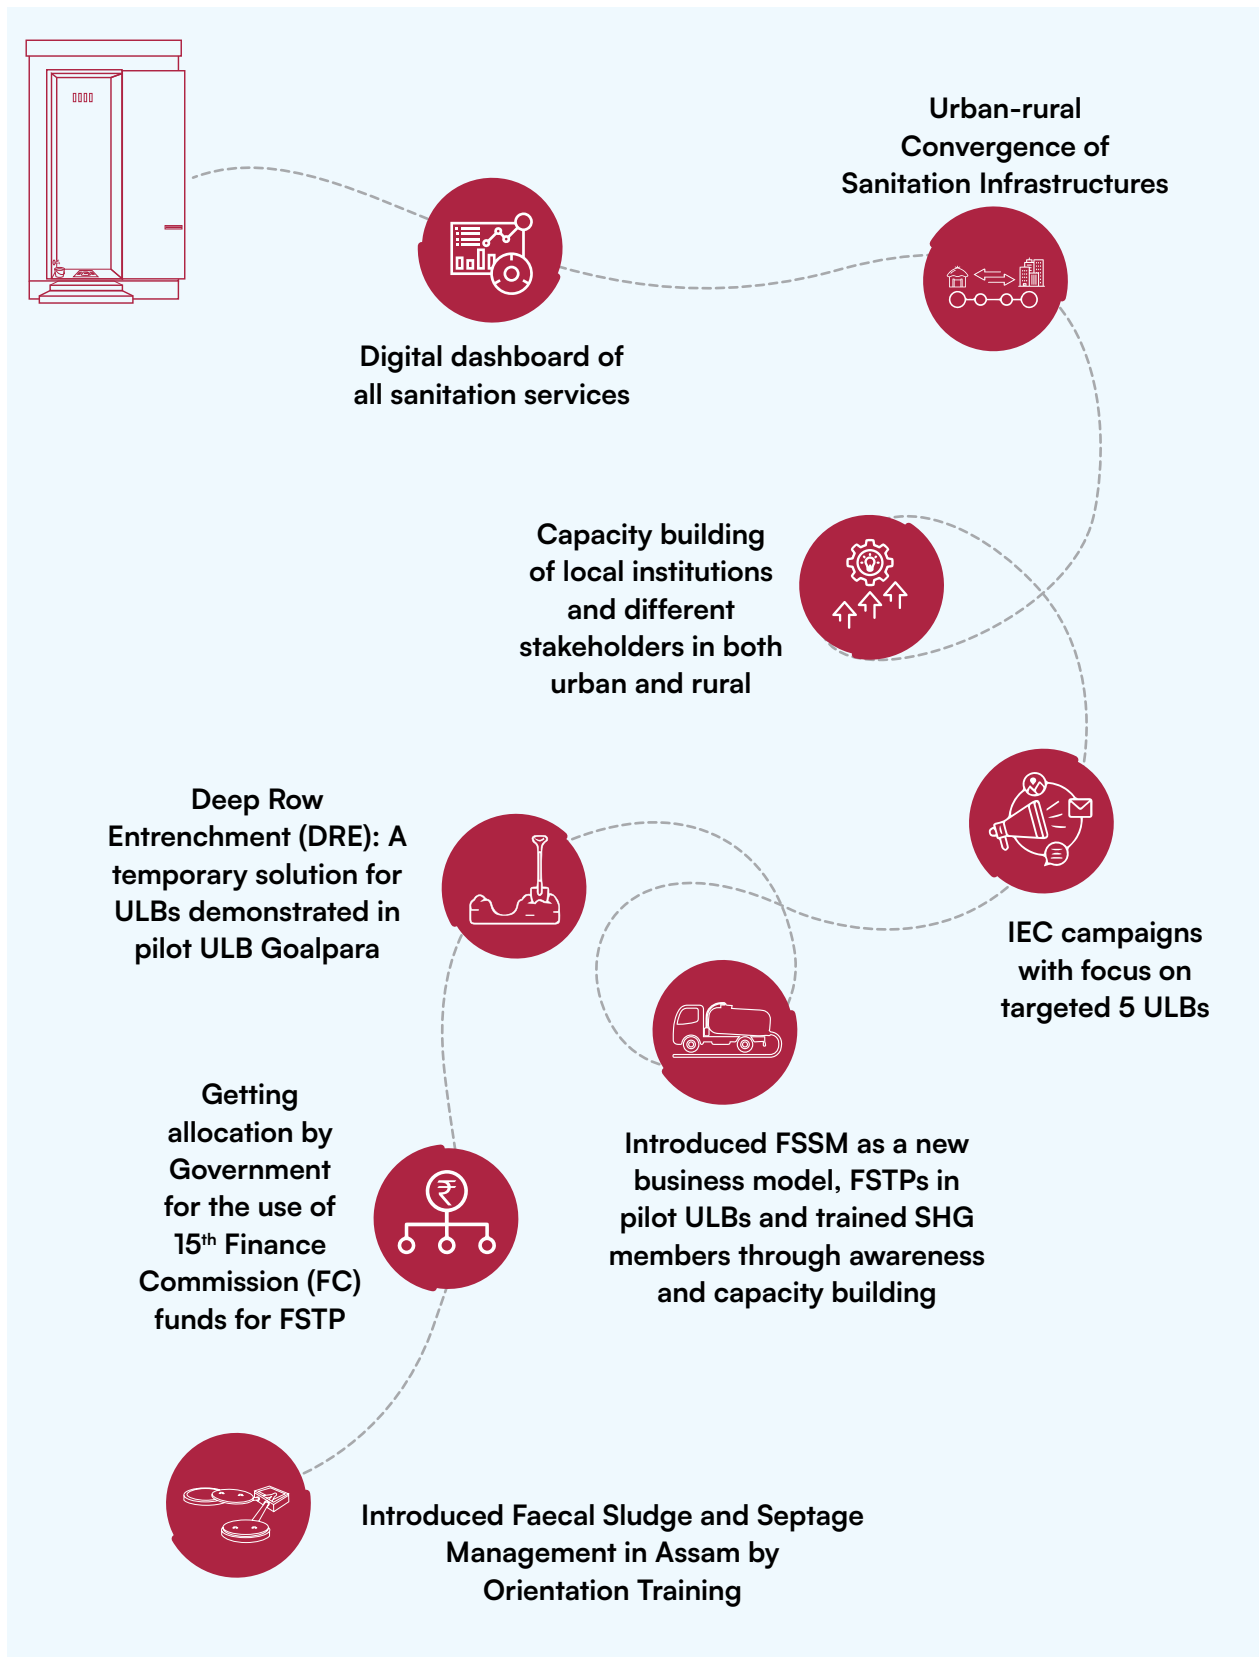 Urban-rural
Convergence of
Sanitation Infrastructures
Digital dashboard of
all sanitation services
Capacity building
of local institutions
and different
stakeholders in both
urban and rural
Deep Row
Entrenchment (DRE): A
temporary solution for
ULBs demonstrated in
pilot ULB Goalpara
IEC campaigns
with focus on
targeted 5 ULBs
Getting
allocation by
Government
for the use of
15th Finance
Commission (FC)
funds for FSTP
Introduced FSSM as a new
business model, FSTPs in
pilot ULBs and trained SHG
members through awareness
and capacity building
Introduced Faecal Sludge and Septage
Management in Assam by
Orientation Training